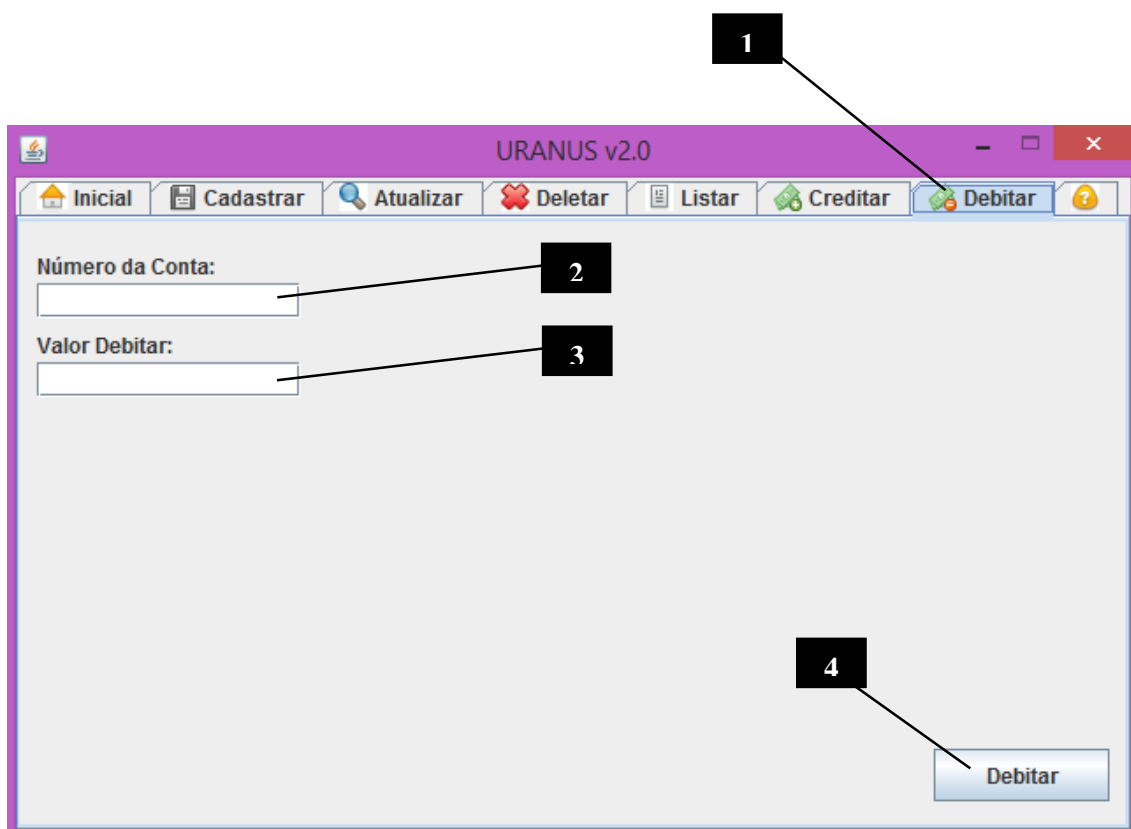 1
URANUS v2.0
Inicial Cadastrar Atualizar Deletar Listar Creditar Debitar
Número da Conta:
2
Valor Debitar:
3
4
Debitar